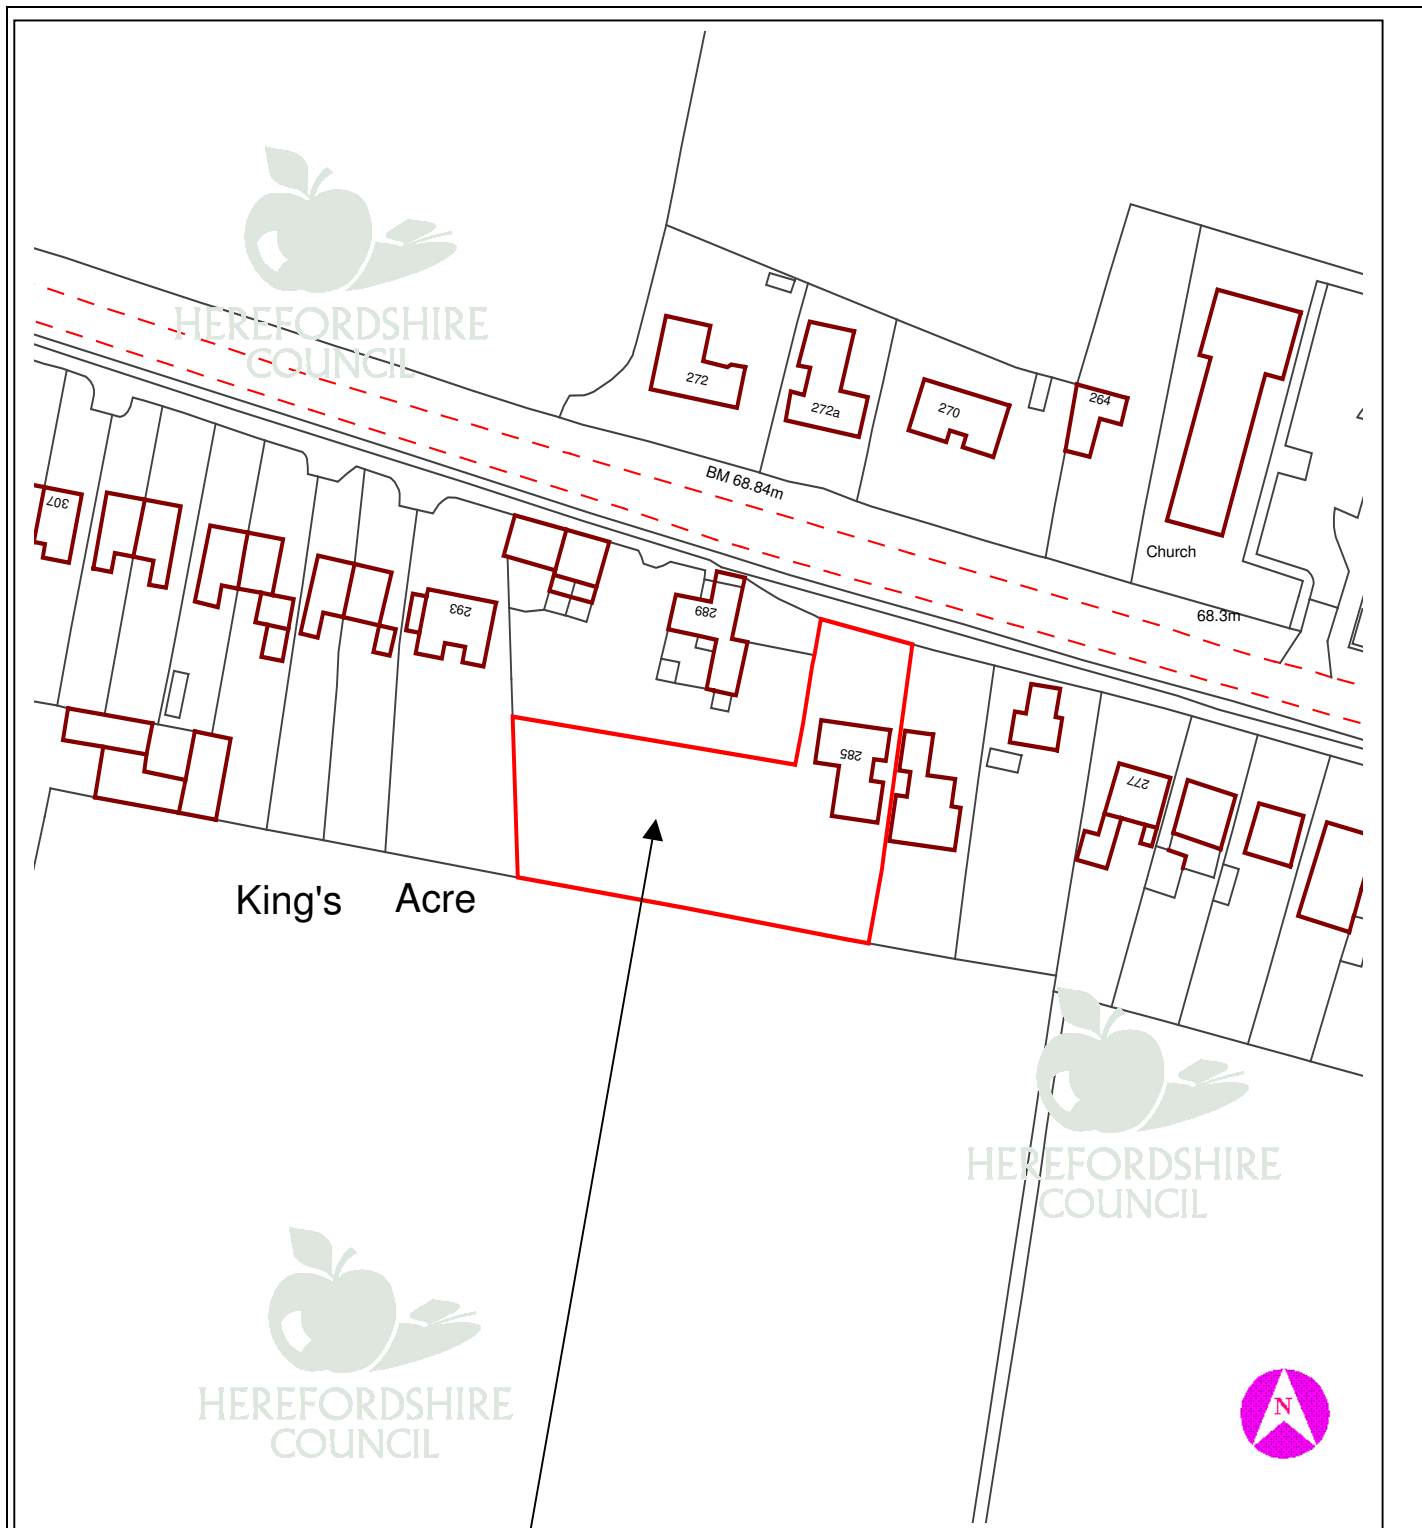 HEREFORDSHIRE
COUNCIL
272
272a
270
264
BM 68.84m
307
Church
293
289
68.3m
285
277
King's Acre
HEREFORDSHIRE
COUNCIL
HEREFORDSHIRE
COUNCIL
N